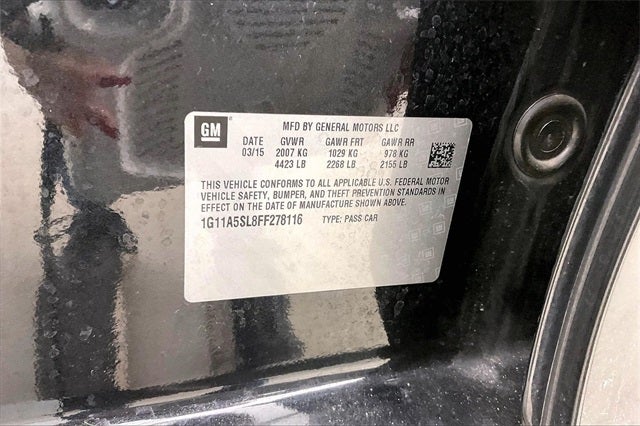 GM
MFD BY GENERAL MOTORS LLC
DATE GVWR GAWR FRT GAWR RR
03/15 2007 KG 1029 KG 978 KG
4423 LB 2268 LB 2155 LB
THIS VEHICLE CONFORMS TO ALL APPLICABLE U.S. FEDERAL MOTOR
VEHICLE SAFETY, BUMPER, AND THEFT PREVENTION STANDARDS IN
EFFECT ON THE DATE OF MANUFACTURE SHOWN ABOVE.
1G11A5SL8FF278116 TYPE: PASS CAR